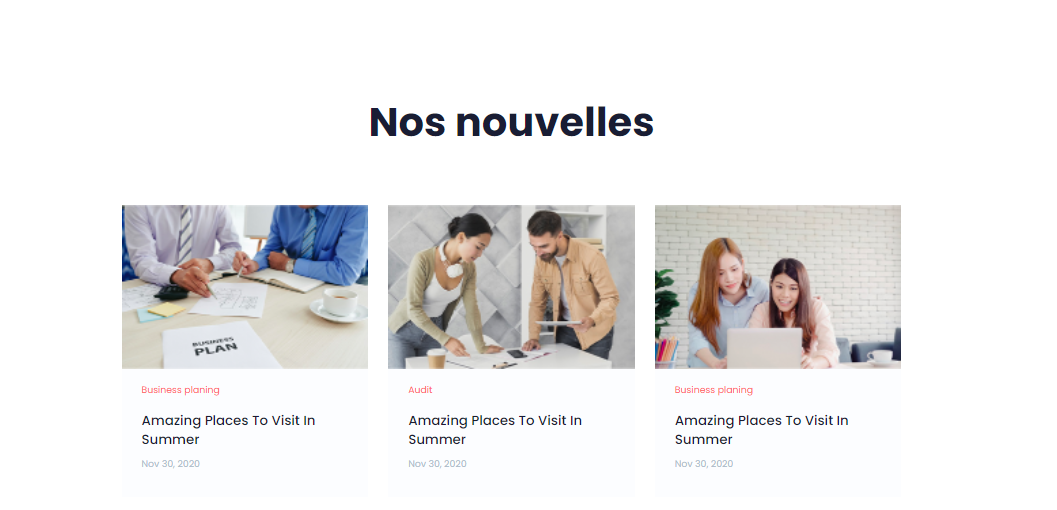 Nos nouvelles
BUSINESS
PLAN
Business planing
Amazing Places To Visit In
Summer
Nov 30, 2020
Audit
Amazing Places To Visit In
Summer
Nov 30, 2020
Business planing
Amazing Places To Visit In
Summer
Nov 30, 2020